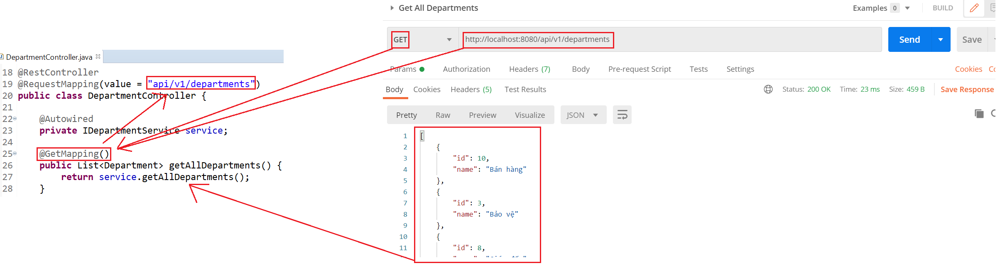 DepartmentController.java
18 @RestController
19 @RequestMapping(value = "api/v1/departments")
20 public class DepartmentController {
21
22 @Autowired
23 private IDepartmentService service;
24
25 @GetMapping()
26 public List<Department> getAllDepartments() {
27 return service.getAllDepartments();
28 }
Get All Departments
Examples 0 BUILD
GET http://localhost:8080/api/v1/departments Send Save
Params Authorization Headers (7) Body Pre-request Script Tests Settings Cookies
Body Cookies Headers (5) Test Results Status: 200 OK Time: 23 ms Size: 459 B Save Response
Pretty Raw Preview Visualize JSON
1 [
2 {
3 "id": 10,
4 "name": "Bán hàng"
5 },
6 {
7 "id": 3,
8 "name": "Bảo vệ"
9 },
10 {
11 "id": 8,